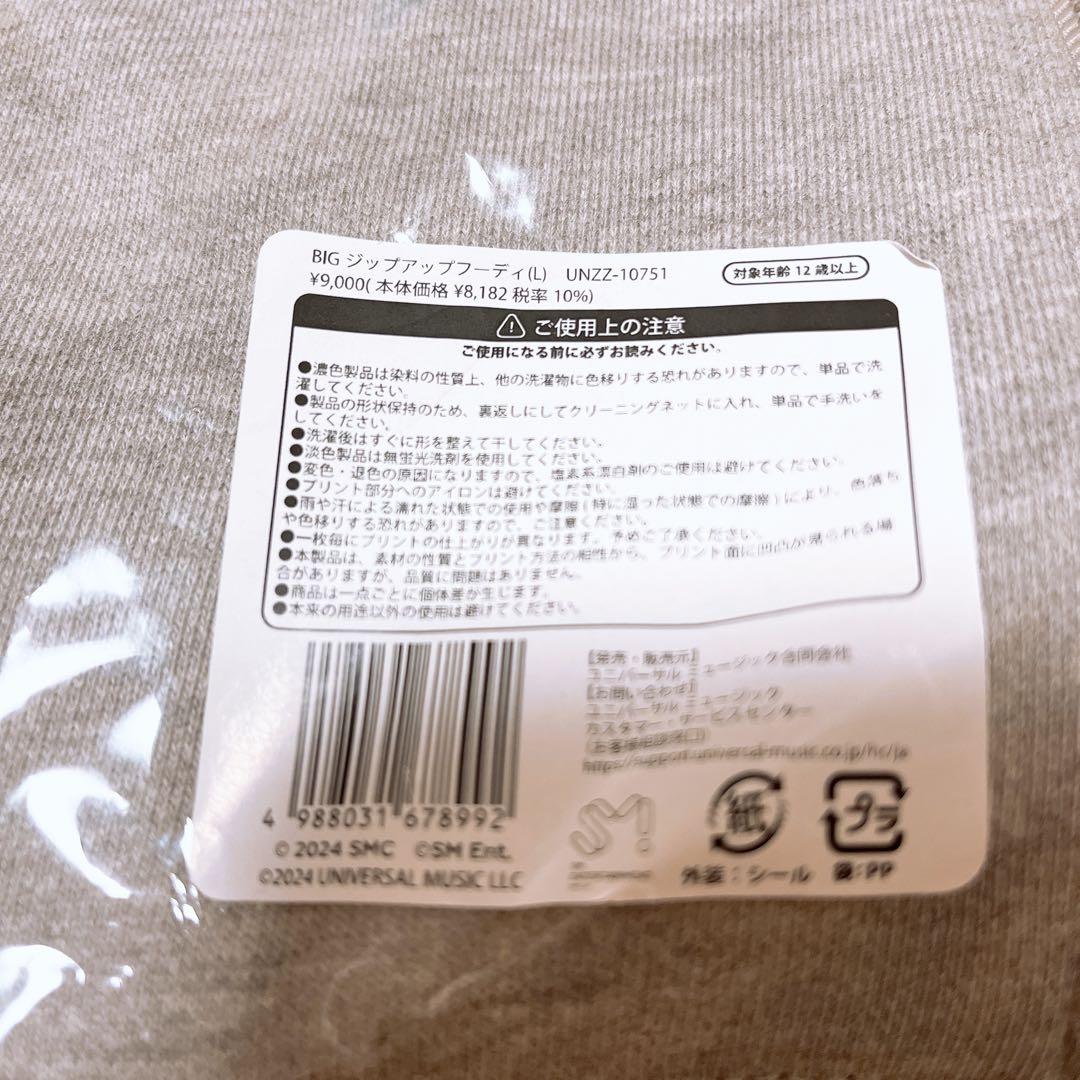 BIG ジップアップフーディ(L) UNZZ-10751
対象年齢12歳以上
¥9,000(本体価格 ¥8,182 税率 10%)
ご使用上の注意
ご使用になる前に必ずお読みください。
●濃色製品は染料の性質上、他の洗濯物に色移りする恐れがありますので、単品で洗
濯してください。
●製品の形状保持のため、裏返しにしてクリーニングネットに入れ、単品で手洗いを
してください。
●洗濯後はすぐに形を整えて干してください。
●淡色製品は無蛍光洗剤を使用してください。
●変色・退色の原因になりますので、塩素系漂白剤のご使用は避けてください。
●プリント部分へのアイロンは避けてください。
●雨や汗による濡れた状態での使用や摩擦(特に湿った状態での摩擦)により、色落ち
や色移りする恐れがありますので、ご注意ください。
●一枚毎にプリントの仕上がりが異なります。予めご了承ください。
●本製品は、素材の性質とプリント方法の相性から、プリント面に凹凸が見られる場
合がありますが、品質に問題はありません。
●商品は一点ごとに個体差が生じます。
●本来の用途以外の使用は避けてください。
【発売・販売元】
ユニバーサル ミュージック合同会社
【お問い合わせ】
ユニバーサル ミュージック
カスタマー・サービスセンター
(お客様相談窓口)
https://support.universal-music.co.jp/hc/ja
4 988031 678992
© 2024 SMC ©SM Ent.
©2024 UNIVERSAL MUSIC LLC
紙
外装：シール
プラ
袋：PP